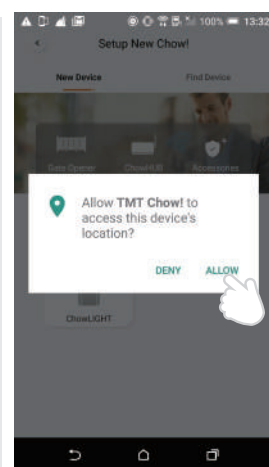 100% 13:32
Setup New Chow!
New Device
Find Device
Gate Opener
ChowHUB
Accessories
Allow TMT Chow! to
access this device's
location?
DENY
ALLOW
ChowLIGHT